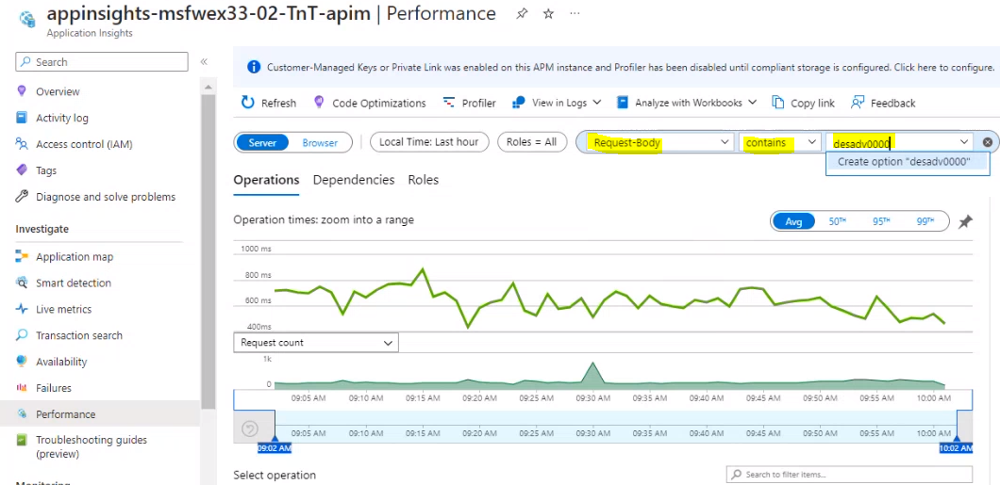 appinsights-msfwex33-02-TnT-apim | Performance
Application Insights
Search
Overview
Activity log
Access control (IAM)
Tags
Diagnose and solve problems
Investigate
Application map
Smart detection
Live metrics
Transaction search
Availability
Failures
Performance
Troubleshooting guides
(preview)
Monitoring
Customer-Managed Keys or Private Link was enabled on this APM instance and Profiler has been disabled until compliant storage is configured. Click here to configure.
Refresh Code Optimizations Profiler View in Logs Analyze with Workbooks Copy link Feedback
Server Browser Local Time: Last hour Roles = All Request-Body contains desadv0000
Create option "desadv0000"
Operations Dependencies Roles
Operation times: zoom into a range
Avg 50TH 95TH 99TH
1000 ms
800 ms
600 ms
400ms
Request count
1k
0
09:05 AM 09:10 AM 09:15 AM 09:20 AM 09:25 AM 09:30 AM 09:35 AM 09:40 AM 09:45 AM 09:50 AM 09:55 AM 10:00 AM
09:05 AM 09:10 AM 09:15 AM 09:20 AM 09:25 AM 09:30 AM 09:35 AM 09:40 AM 09:45 AM 09:50 AM 09:55 AM 10:00 AM
09:02 AM 10:02 AM
Select operation
Search to filter items...